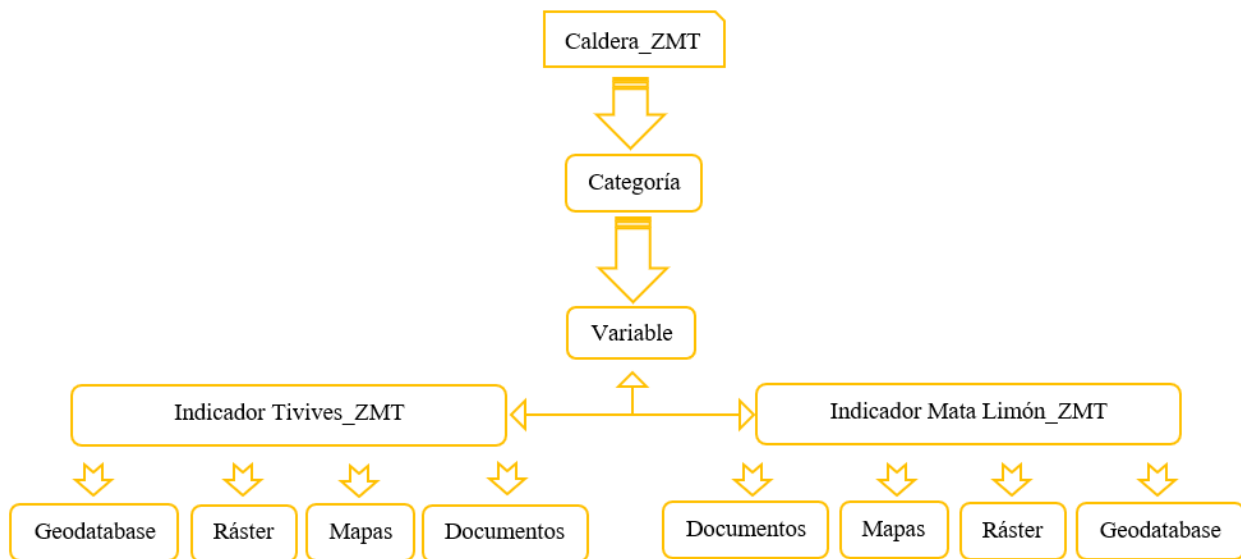 Caldera_ZMT
Categoría
Variable
Indicador Tivives_ZMT
Indicador Mata Limón_ZMT
Geodatabase
Ráster
Mapas
Documentos
Documentos
Mapas
Ráster
Geodatabase